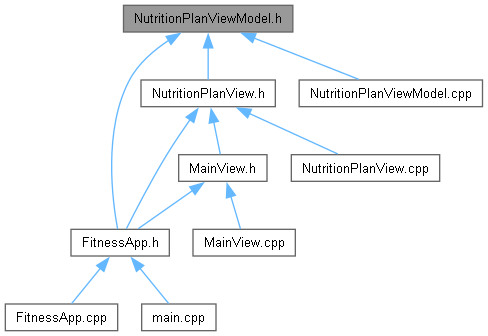 NutritionPlanViewModel.h
NutritionPlanView.h
NutritionPlanViewModel.cpp
MainView.h
NutritionPlanView.cpp
FitnessApp.h
MainView.cpp
FitnessApp.cpp
main.cpp